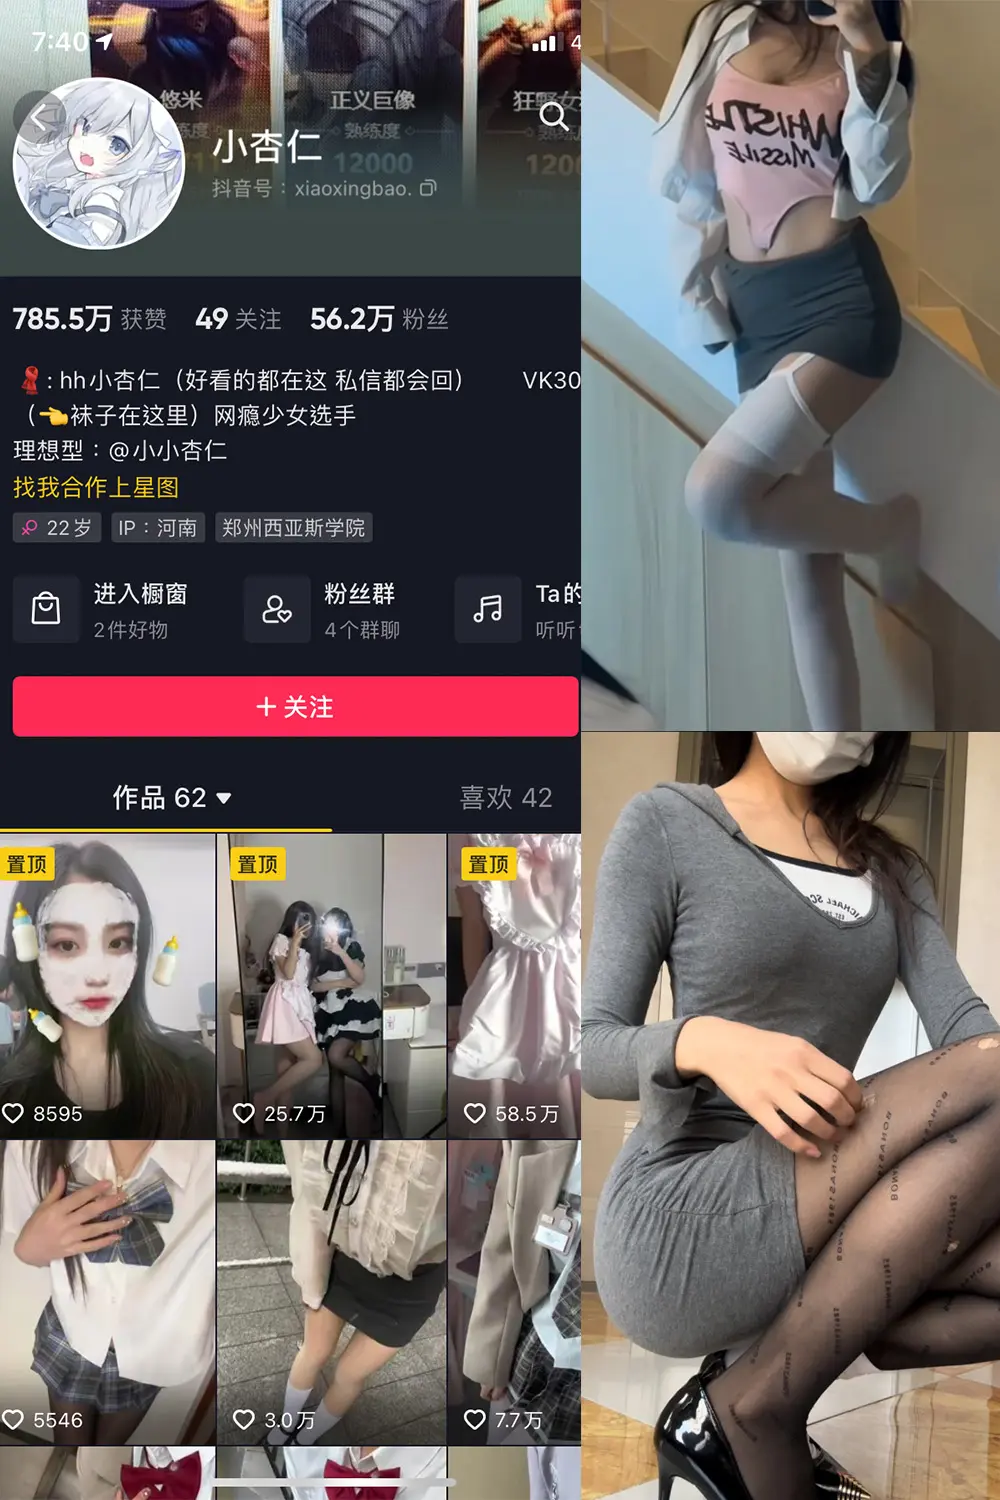 7:40
4
悠米
正义巨像
狂野女
熟练度
熟练度
熟练度
12000
120
小杏仁
抖音号：xiaoxingbao.
785.5万 获赞 49 关注 56.2万 粉丝
：hh小杏仁（好看的都在这 私信都会回） VK30
（👈袜子在这里）网瘾少女选手
理想型：@小小杏仁
找我合作上星图
22岁 IP：河南 郑州西亚斯学院
进入橱窗
2件好物
粉丝群
4个群聊
Ta的
听听
＋关注
作品 62
喜欢 42
置顶
置顶
置顶
8595
25.7万
58.5万
5546
3.0万
7.7万
WHISTLE
MISSILE